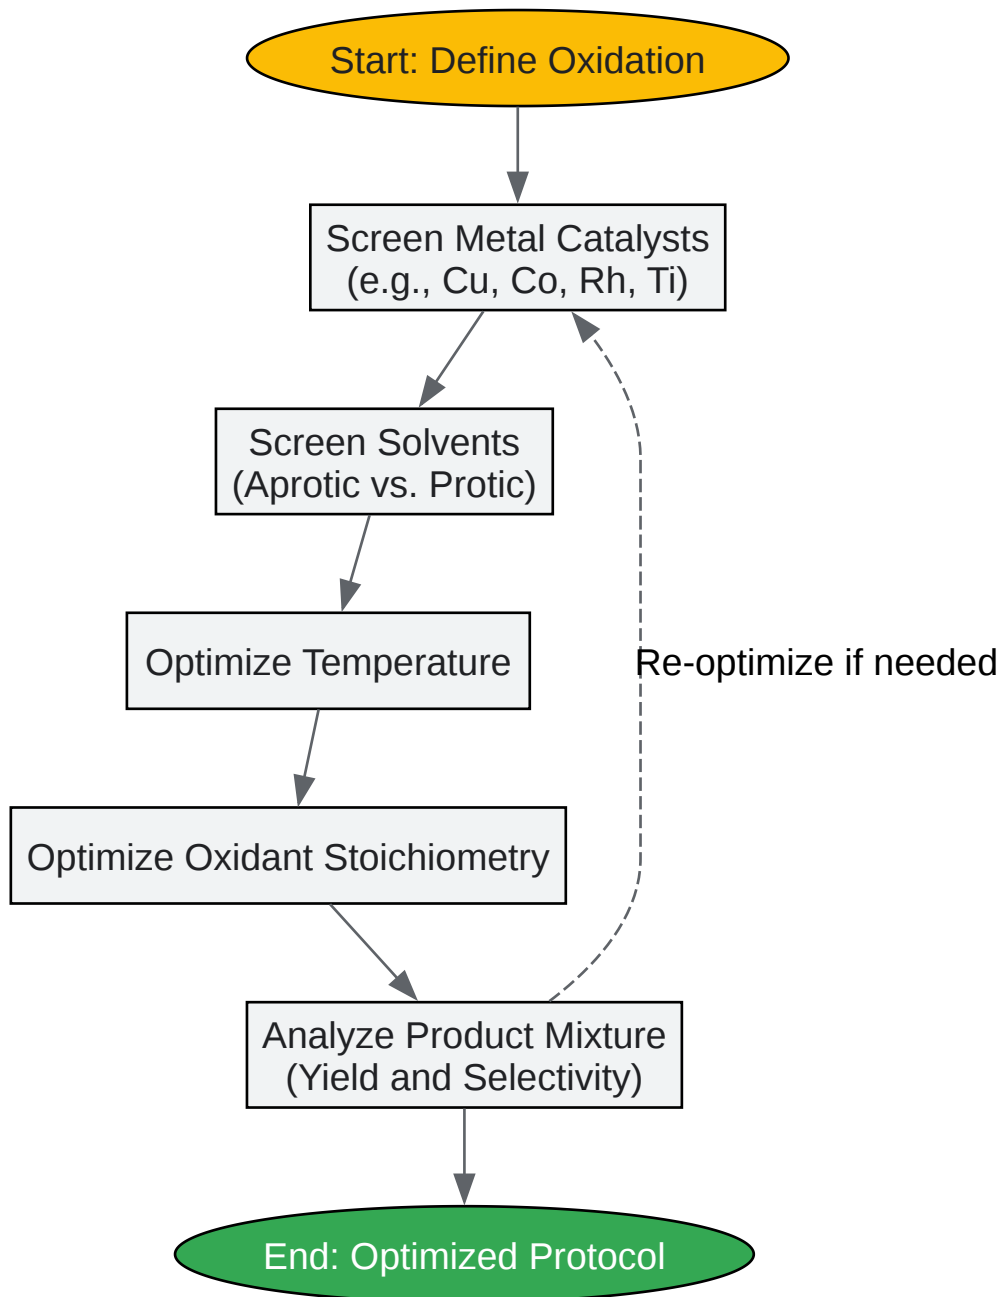 Start: Define Oxidation
Screen Metal Catalysts
(e.g., Cu, Co, Rh, Ti)
Screen Solvents
(Aprotic vs. Protic)
Optimize Temperature
Re-optimize if needed
Optimize Oxidant Stoichiometry
Analyze Product Mixture
(Yield and Selectivity)
End: Optimized Protocol